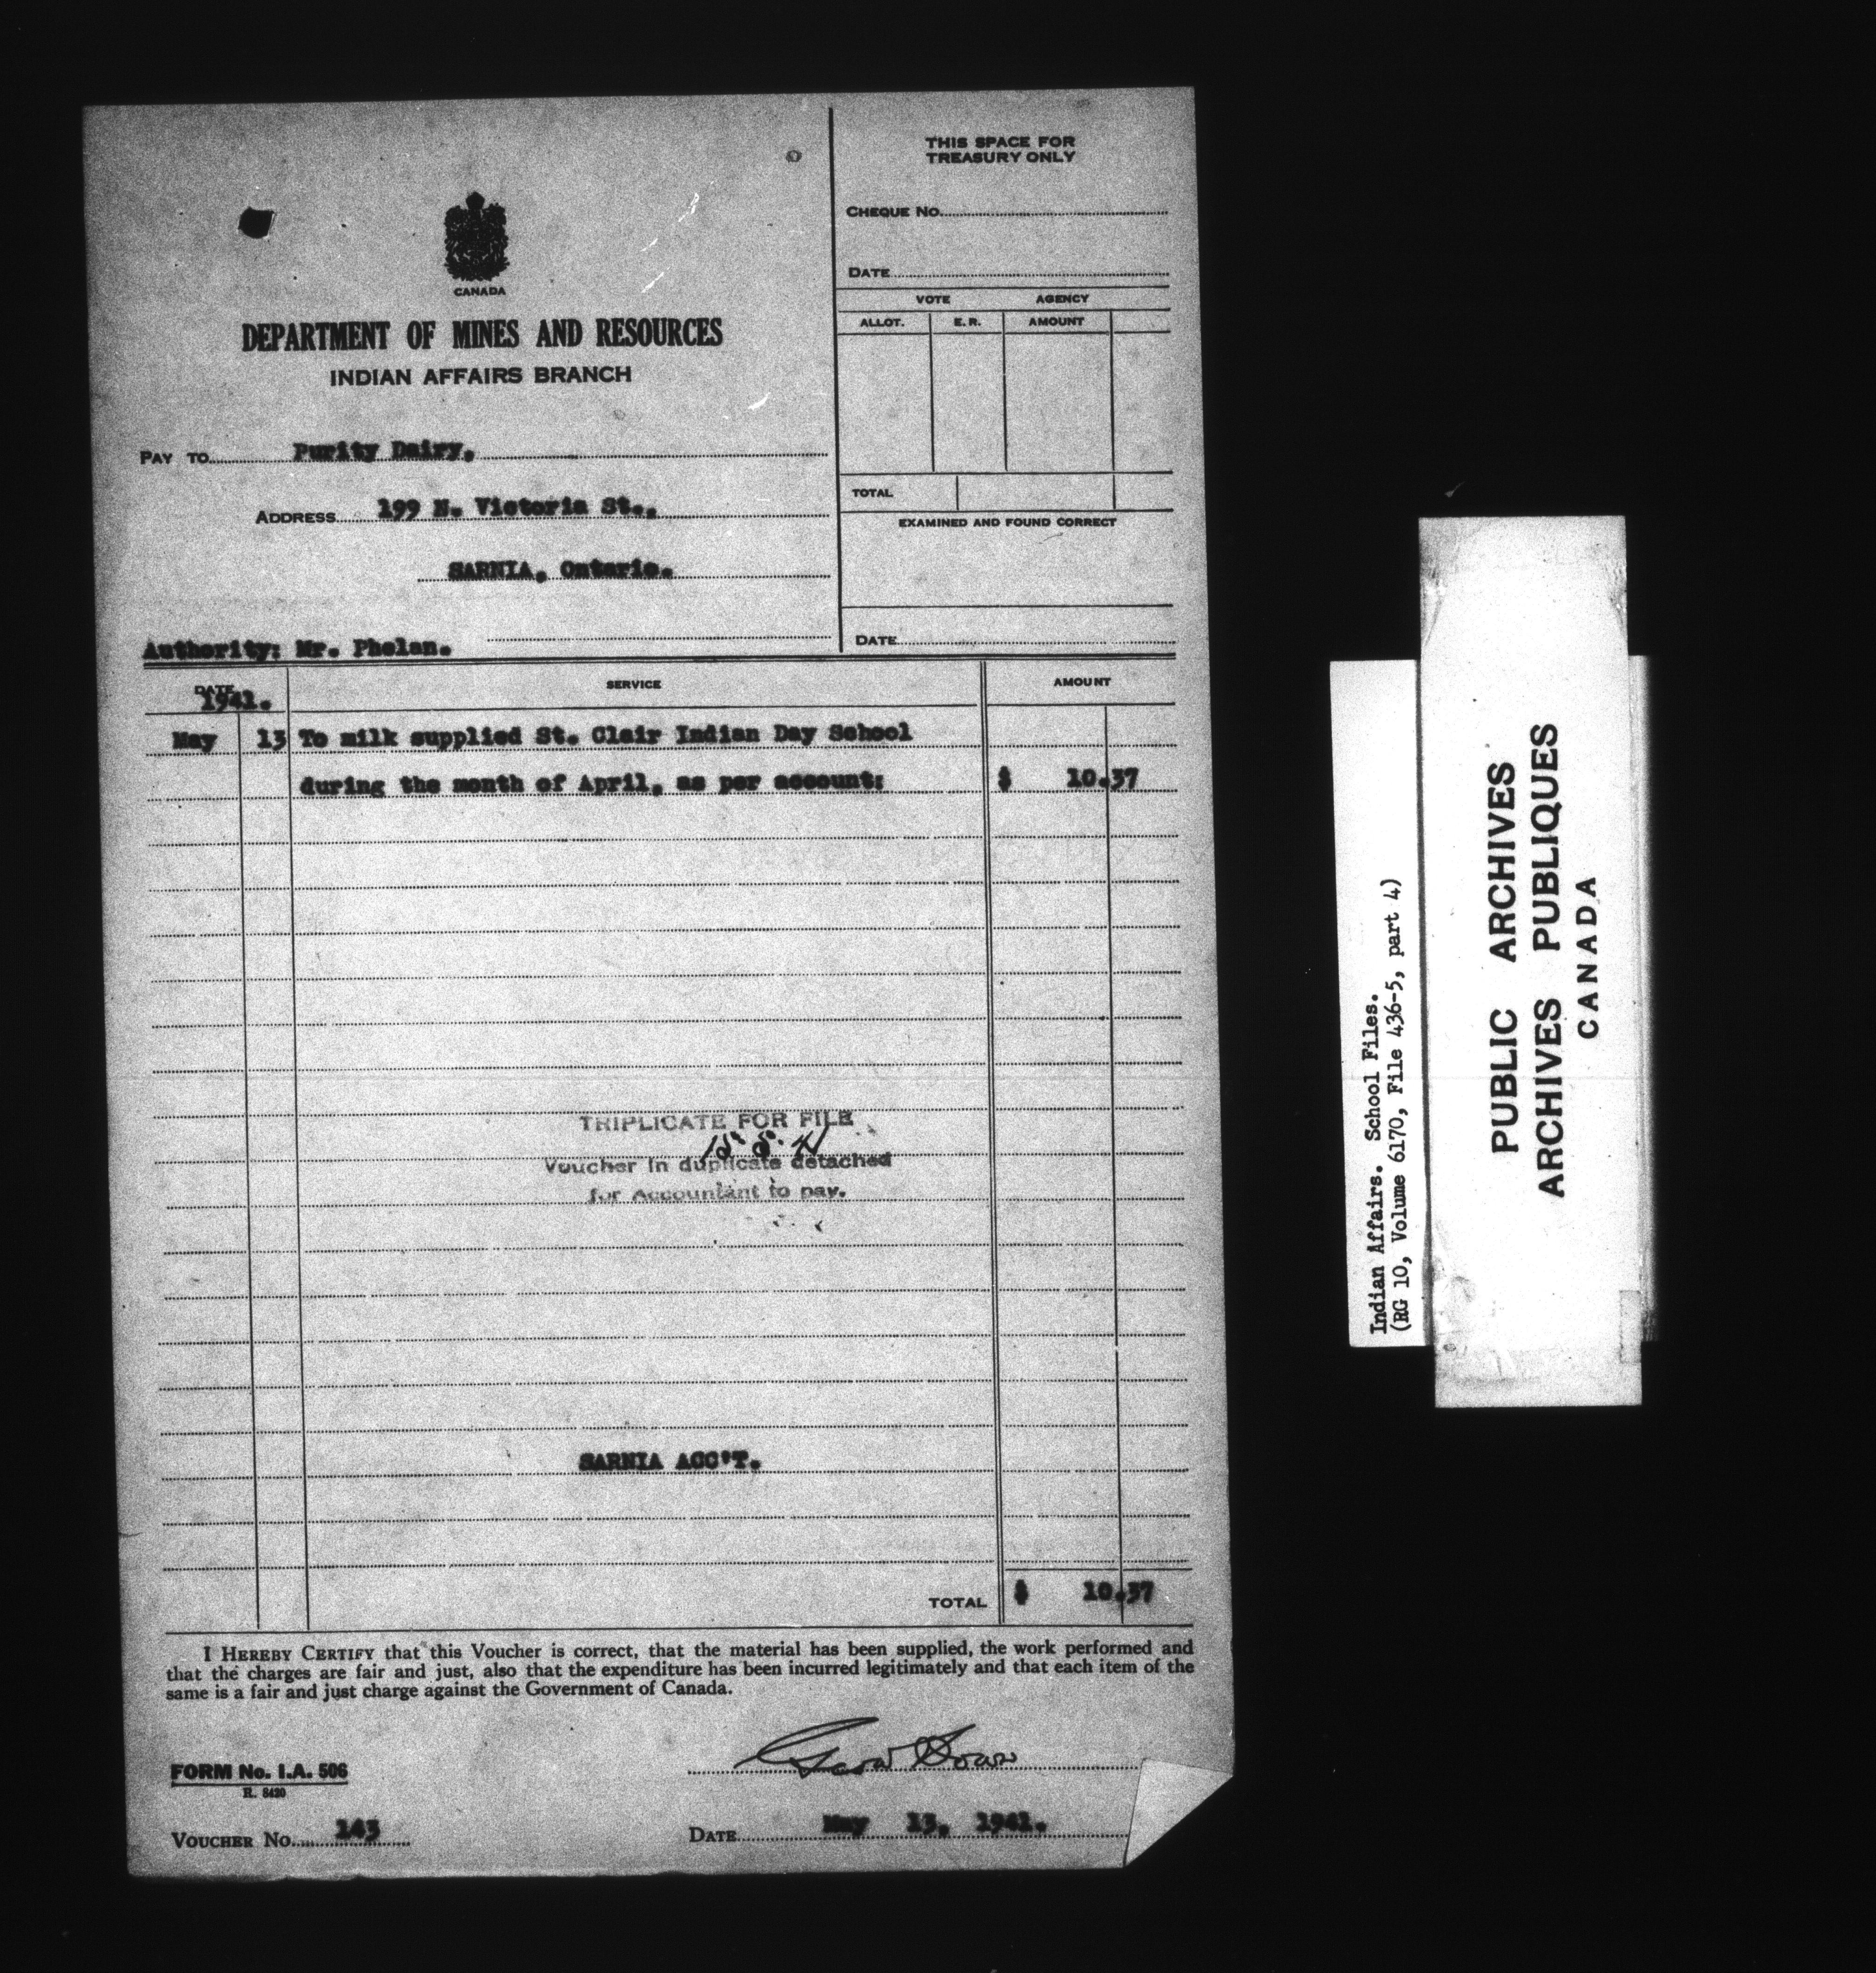 THIS SPACE FOR
TREASURY ONLY
CHEQUE No.
DATE
VOTE AGENCY
ALLOT. E. R. AMOUNT
TOTAL
EXAMINED AND FOUND CORRECT
DATE
CANADA
DEPARTMENT OF MINES AND RESOURCES
INDIAN AFFAIRS BRANCH
PAY TO Purity Dairy,
ADDRESS 199 N. Victoria St.,
SARNIA, Ontario.
Authority: Mr. Phelan.
DATE SERVICE AMOUNT
1941.
May 13 To milk supplied St. Clair Indian Day School
during the month of April, as per account: $ 10.37
TRIPLICATE FOR FILE
Voucher in duplicate detached
for Accountant to pay.
SARNIA ACC'T.
TOTAL $ 10.37
I HEREBY CERTIFY that this Voucher is correct, that the material has been supplied, the work performed and
that the charges are fair and just, also that the expenditure has been incurred legitimately and that each item of the
same is a fair and just charge against the Government of Canada.
FORM No. I.A. 506
R. 8420
VOUCHER No. 143
DATE May 13, 1941.
Indian Affairs. School Files.
(RG 10, Volume 6170, File 436-5, part 4)
PUBLIC ARCHIVES
ARCHIVES PUBLIQUES
CANADA